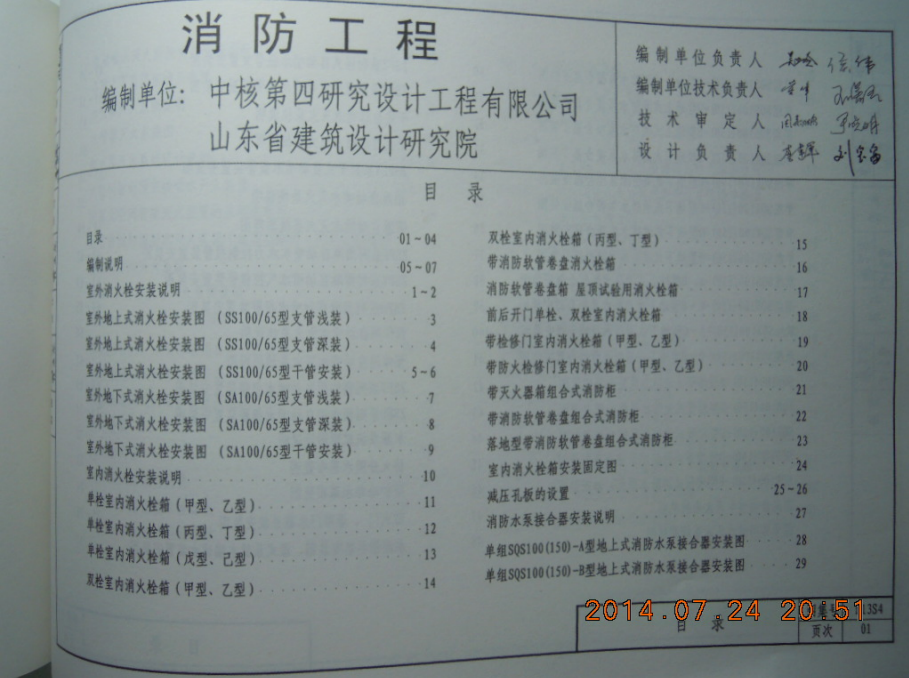 消防工程
编制单位: 中核第四研究设计工程有限公司
山东省建筑设计研究院
编制单位负责人
编制单位技术负责人
技术审定人
设计负责人
目 录
目录 01~04
编制说明 05~07
室外消火栓安装说明 1~2
室外地上式消火栓安装图 (SS100/65型支管浅装) 3
室外地上式消火栓安装图 (SS100/65型支管深装) 4
室外地上式消火栓安装图 (SS100/65型干管安装) 5~6
室外地下式消火栓安装图 (SA100/65型支管浅装) 7
室外地下式消火栓安装图 (SA100/65型支管深装) 8
室外地下式消火栓安装图 (SA100/65型干管安装) 9
室内消火栓安装说明 10
单栓室内消火栓箱(甲型、乙型) 11
单栓室内消火栓箱(丙型、丁型) 12
单栓室内消火栓箱(戊型、己型) 13
双栓室内消火栓箱(甲型、乙型) 14
双栓室内消火栓箱(丙型、丁型) 15
带消防软管卷盘消火栓箱 16
消防软管卷盘箱 屋顶试验用消火栓箱 17
前后开门单栓、双栓室内消火栓箱 18
带检修门室内消火栓箱(甲型、乙型) 19
带防火检修门室内消火栓箱(甲型、乙型) 20
带灭火器箱组合式消防柜 21
带消防软管卷盘组合式消防柜 22
落地型带消防软管卷盘组合式消防柜 23
室内消火栓箱安装固定图 24
减压孔板的设置 25~26
消防水泵接合器安装说明 27
单组SQS100(150)-A型地上式消防水泵接合器安装图 28
单组SQS100(150)-B型地上式消防水泵接合器安装图 29
目 录
页次 01
2014.07.24 20:51